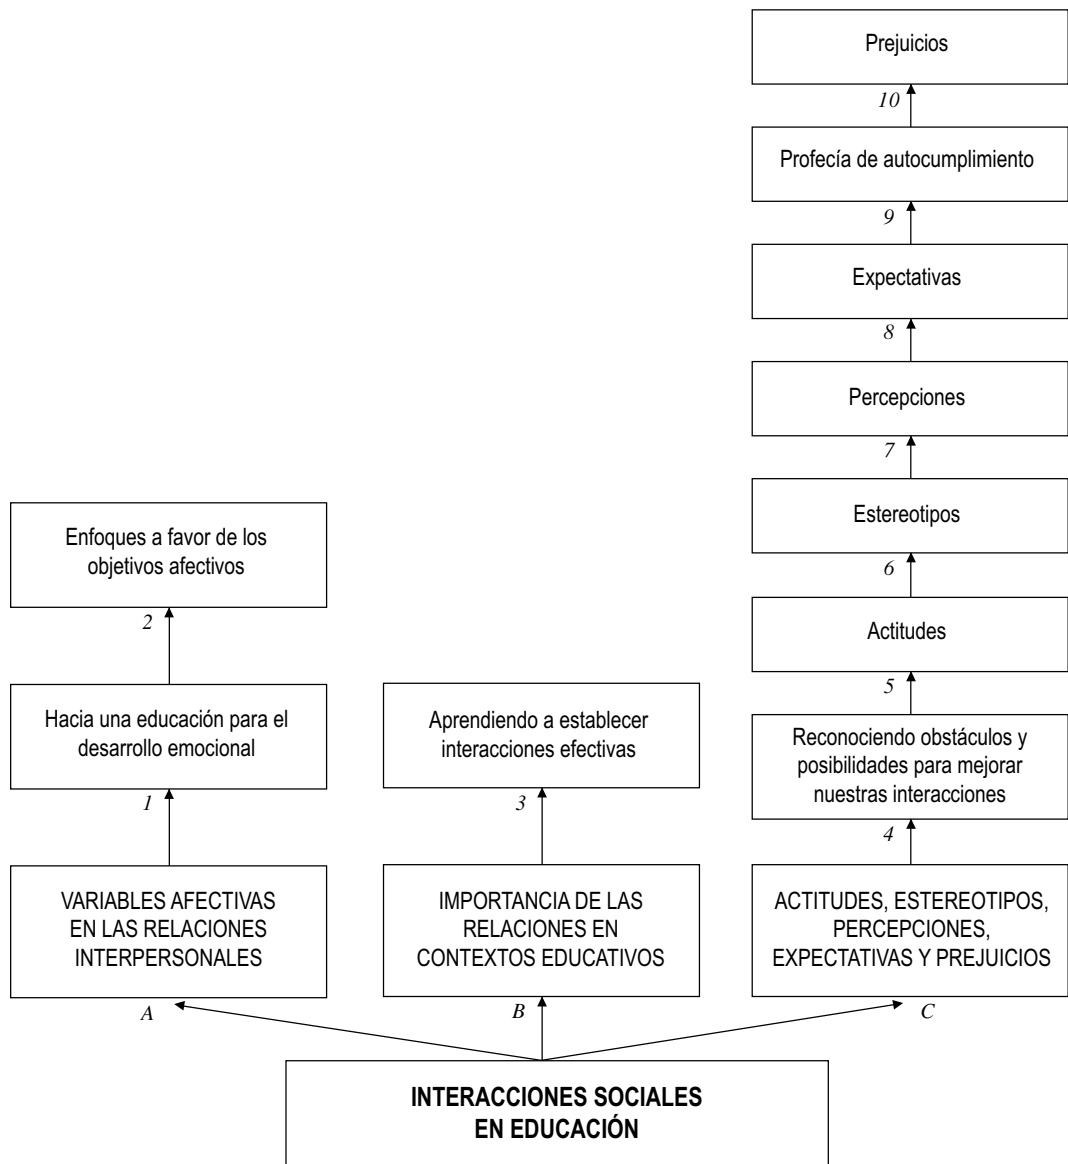 Prejuicios
10
Profecía de autocumplimiento
9
Expectativas
8
Percepciones
7
Estereotipos
6
Actitudes
5
Reconociendo obstáculos y
posibilidades para mejorar
nuestras interacciones
4
ACTITUDES, ESTEREOTIPOS,
PERCEPCIONES,
EXPECTATIVAS Y PREJUICIOS
C
Enfoques a favor de los
objetivos afectivos
2
Hacia una educación para el
desarrollo emocional
1
VARIABLES AFECTIVAS
EN LAS RELACIONES
INTERPERSONALES
A
Aprendiendo a establecer
interacciones efectivas
3
IMPORTANCIA DE LAS
RELACIONES EN
CONTEXTOS EDUCATIVOS
B
INTERACCIONES SOCIALES
EN EDUCACIÓN